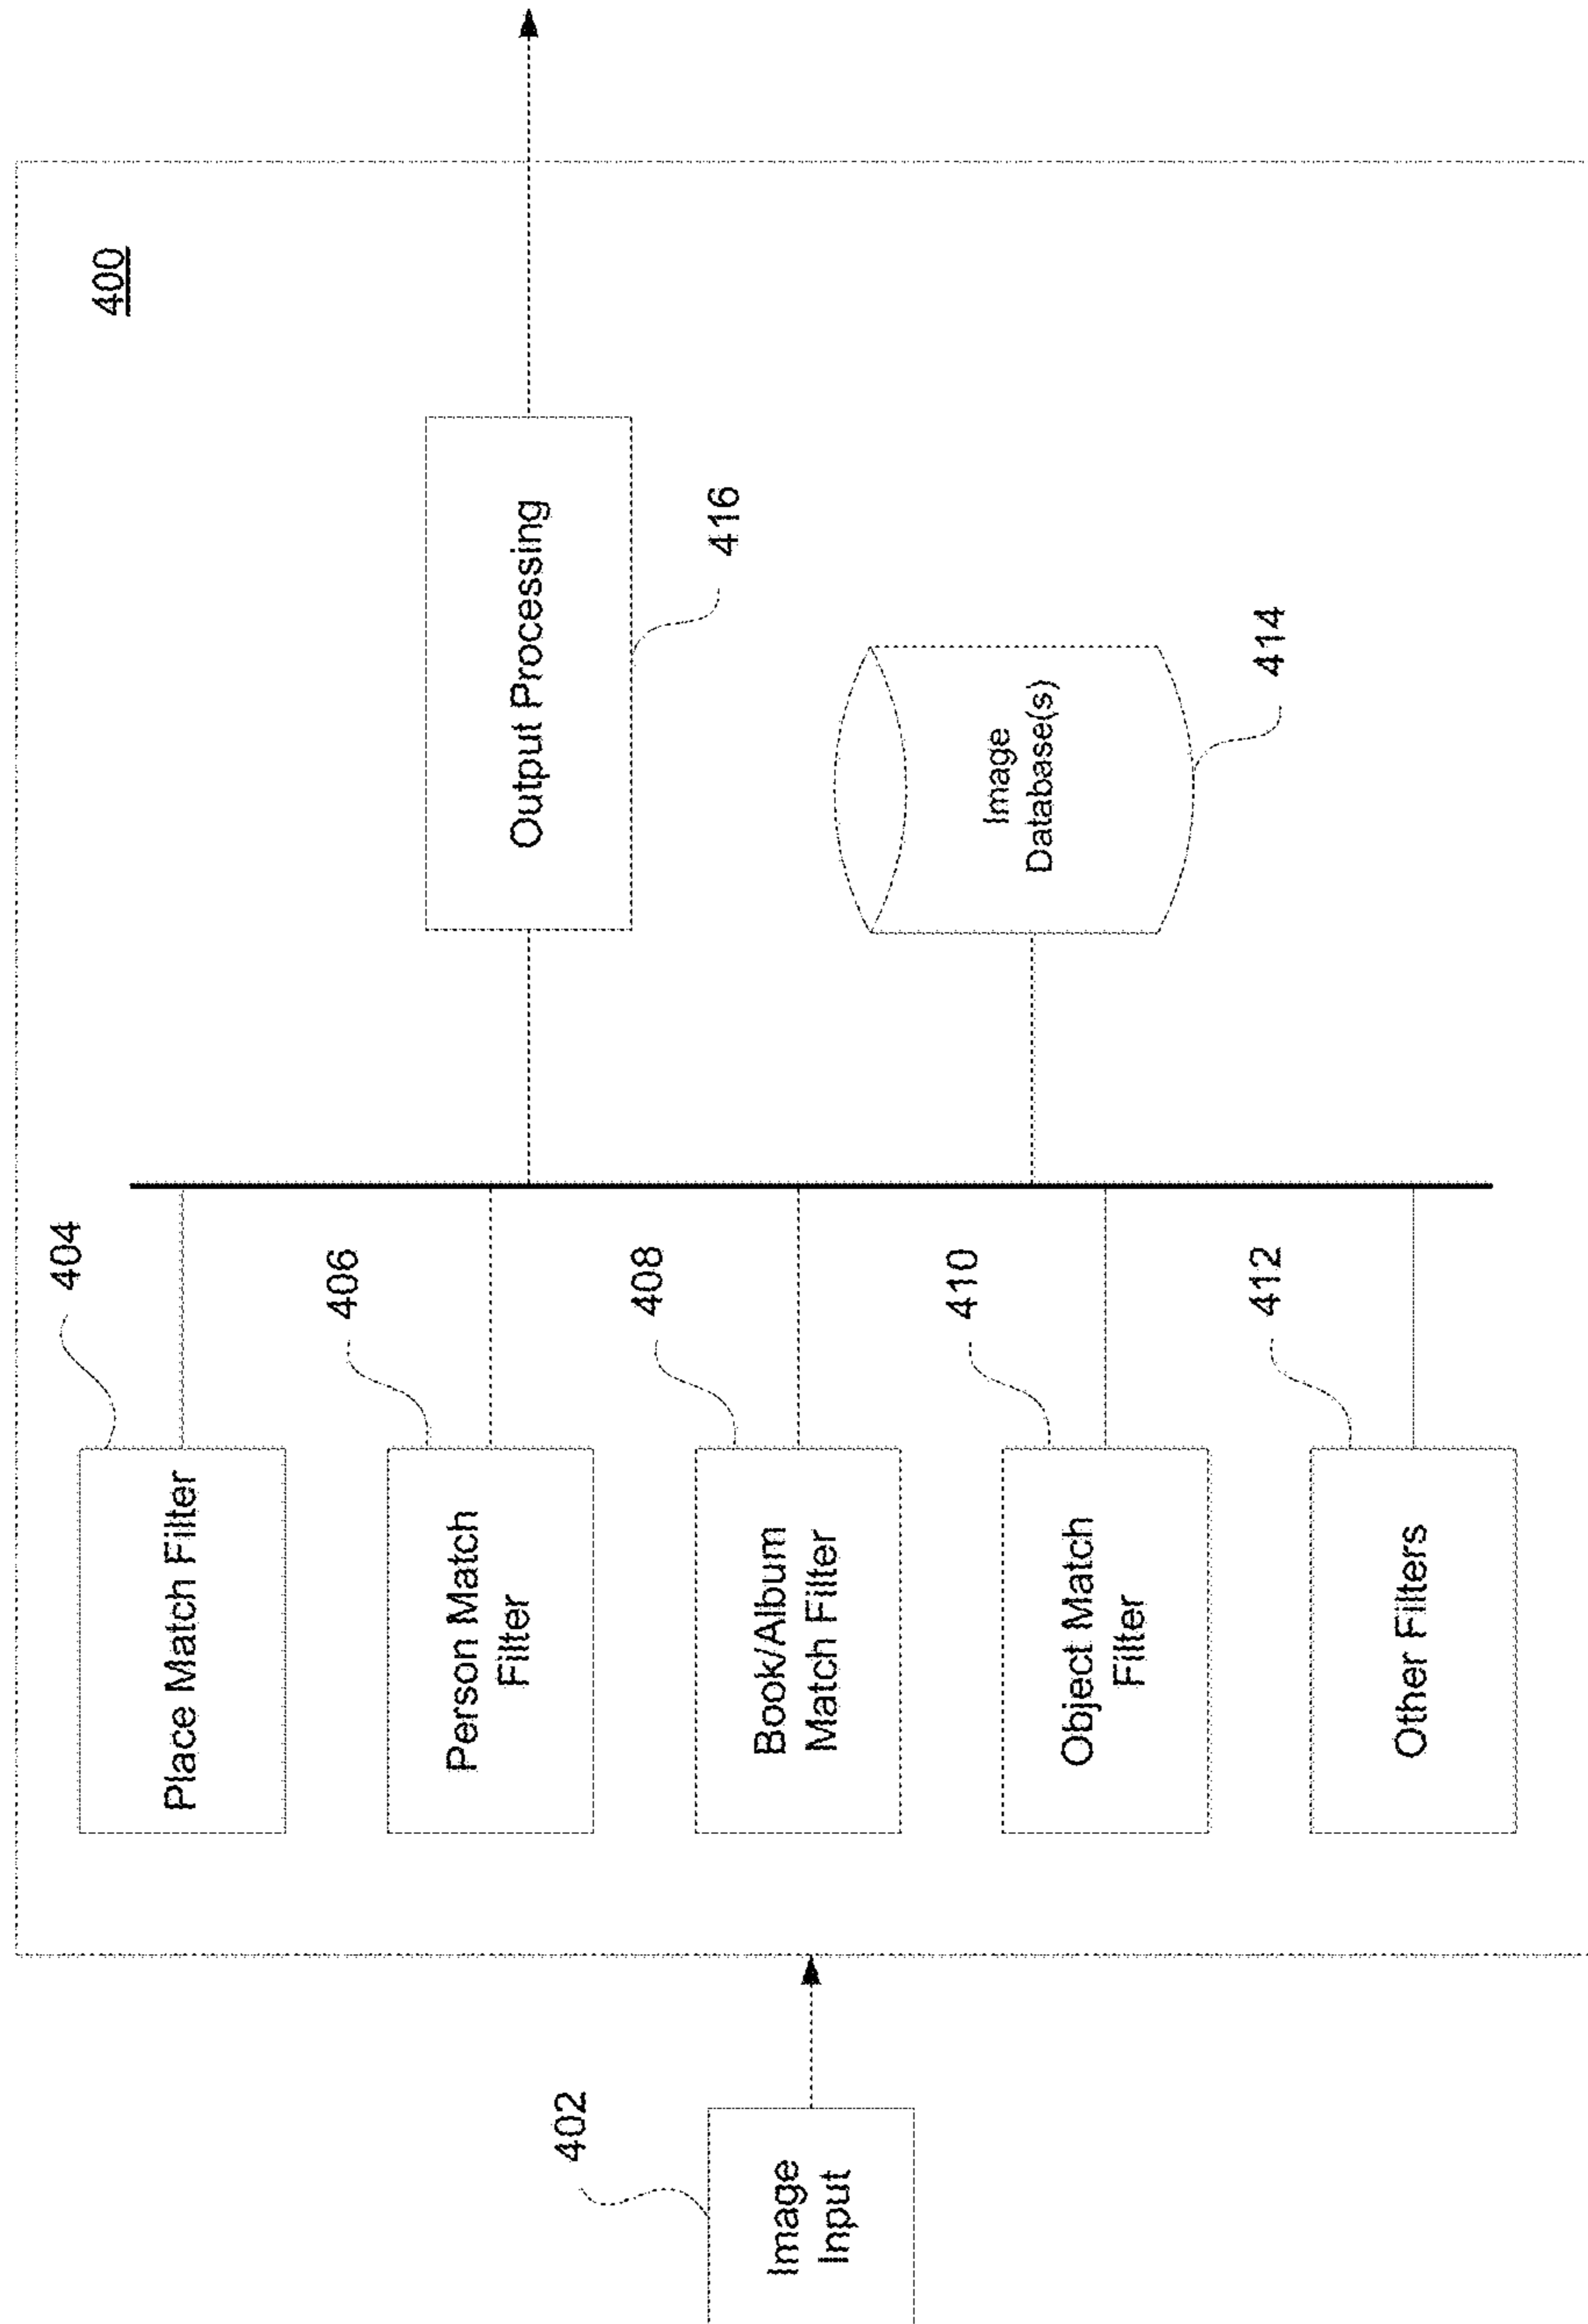 400
402
Image
Input
404
Place Match Filter
406
Person Match
Filter
408
Book/Album
Match Filter
410
Object Match
Filter
412
Other Filters
Output Processing
416
Image
Database(s)
414